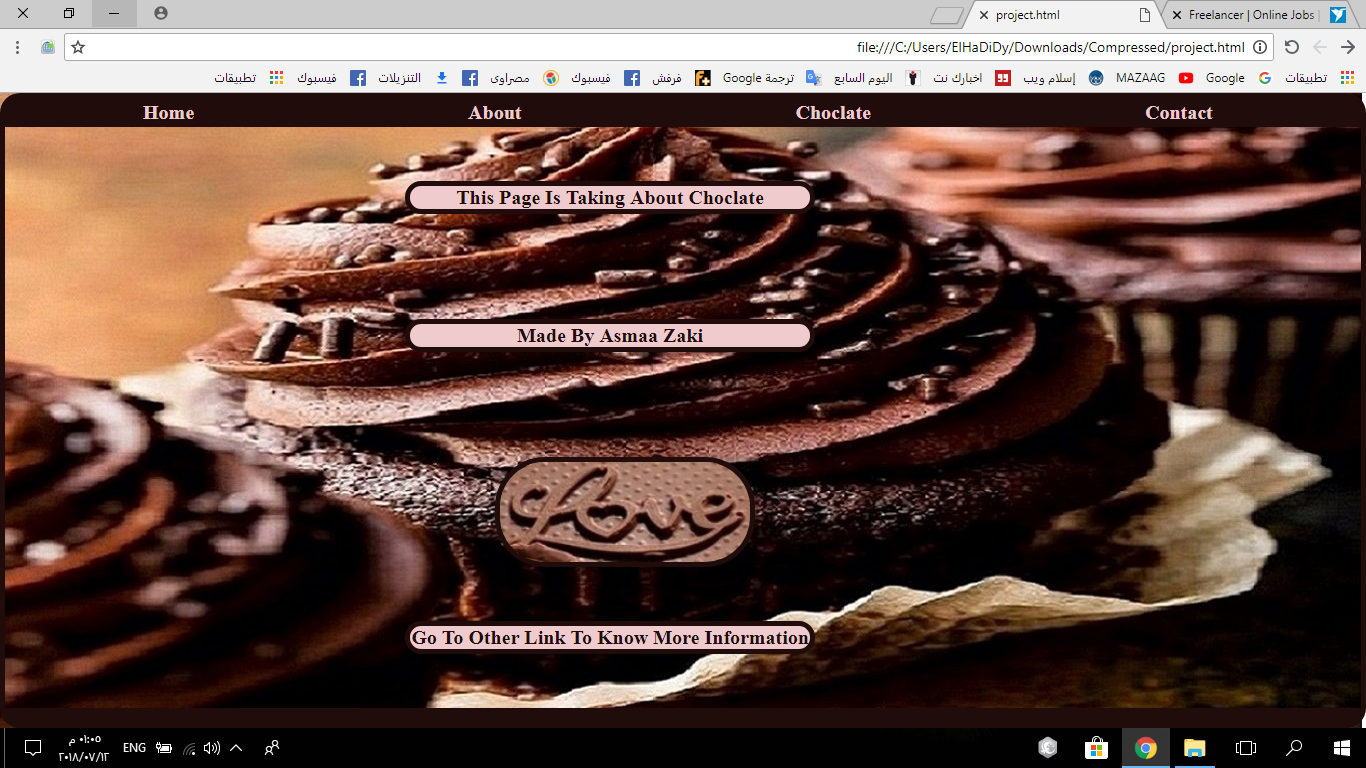 project.html
Freelancer | Online Jobs |
file:///C:/Users/ElHaDiDy/Downloads/Compressed/project.html
تطبيقات
Google
MAZAAG
إسلام ويب
اخبارك نت
اليوم السابع
ترجمة Google
فرفش
فيسبوك
مصراوى
التنزيلات
فيسبوك
تطبيقات
Home About Choclate Contact
This Page Is Taking About Choclate
Made By Asmaa Zaki
Love
Go To Other Link To Know More Information
ENG
٠١:٠٥ م
٢٠١٨/٠٧/١٢